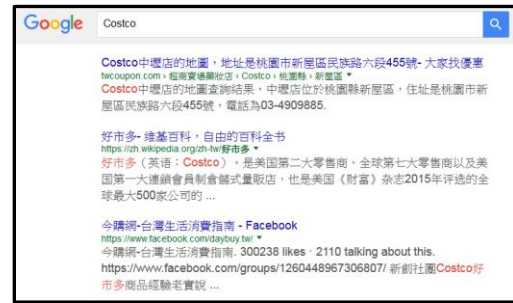 Google Costco
Costco中壢店的地圖，地址是桃園市新屋區民族路六段455號- 大家找優惠
twcoupon.com › 超商賣場藥妝店 › Costco › 桃園縣 › 新屋區
Costco中壢店的地圖查詢結果，中壢店位於桃園縣新屋區，住址是桃園市新
屋區民族路六段455號，電話為03-4909885.
好市多- 维基百科，自由的百科全书
https://zh.wikipedia.org/zh-tw/好市多
好市多（英语：Costco），是美国第二大零售商、全球第七大零售商以及美
国第一大連鎖會員制倉儲式量販店，也是美国《財富》杂志2015年评选的全
球最大500家公司的 ...
今購網-台灣生活消費指南 - Facebook
https://www.facebook.com/daybuy.tw/
今購網-台灣生活消費指南. 300238 likes · 2110 talking about this.
https://www.facebook.com/groups/1260448967306807/ 新創社團Costco好
市多商品經驗老實說 ...